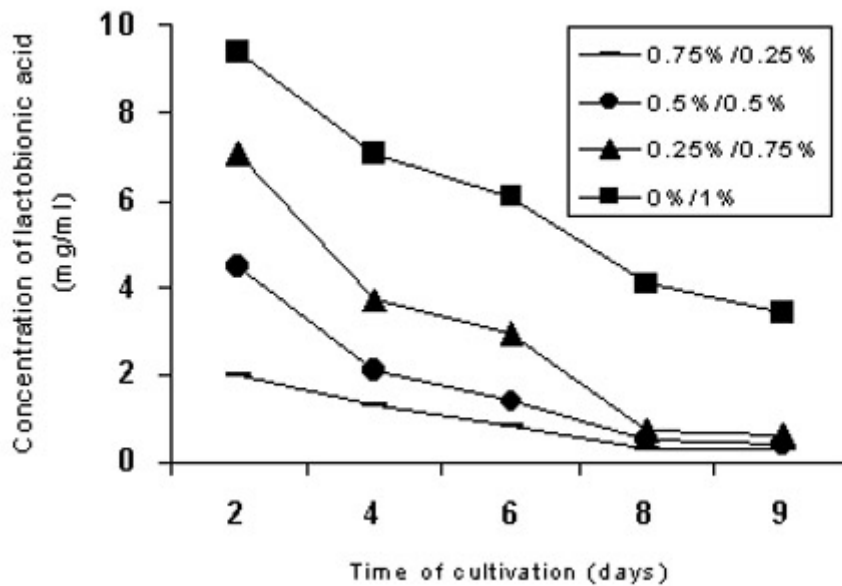 Concentration of lactobionic acid
(mg/ml)
10
8
6
4
2
0
0.75%/0.25%
0.5%/0.5%
0.25%/0.75%
0%/1%
2 4 6 8 9
Time of cultivation (days)